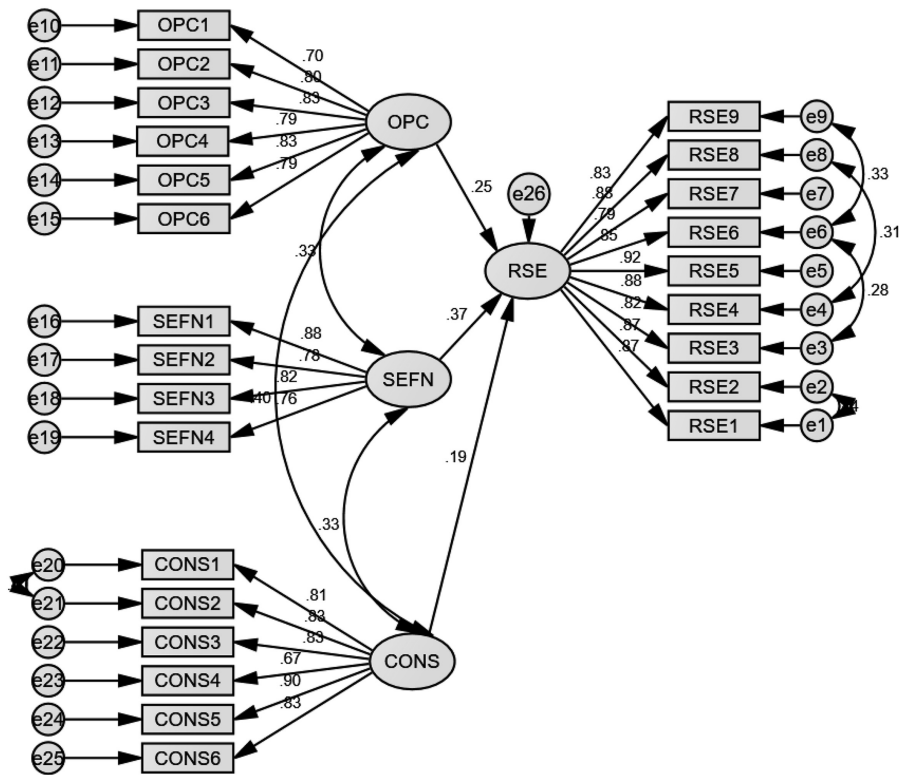 e10 OPC1
e11 OPC2
e12 OPC3
e13 OPC4
e14 OPC5
e15 OPC6
.70
.80
.83
.79
.83
.79
OPC
.25
e26
RSE
.33
e16 SEFN1
e17 SEFN2
e18 SEFN3
e19 SEFN4
.88
.78
.82
.76
.40
SEFN
.37
.19
.33
e20 CONS1
e21 CONS2
e22 CONS3
e23 CONS4
e24 CONS5
e25 CONS6
.81
.83
.83
.67
.90
.83
CONS
.83
.88
.79
.85
.92
.88
.82
.87
.87
RSE9 e9
RSE8 e8
RSE7 e7
RSE6 e6
RSE5 e5
RSE4 e4
RSE3 e3
RSE2 e2
RSE1 e1
.33
.31
.28